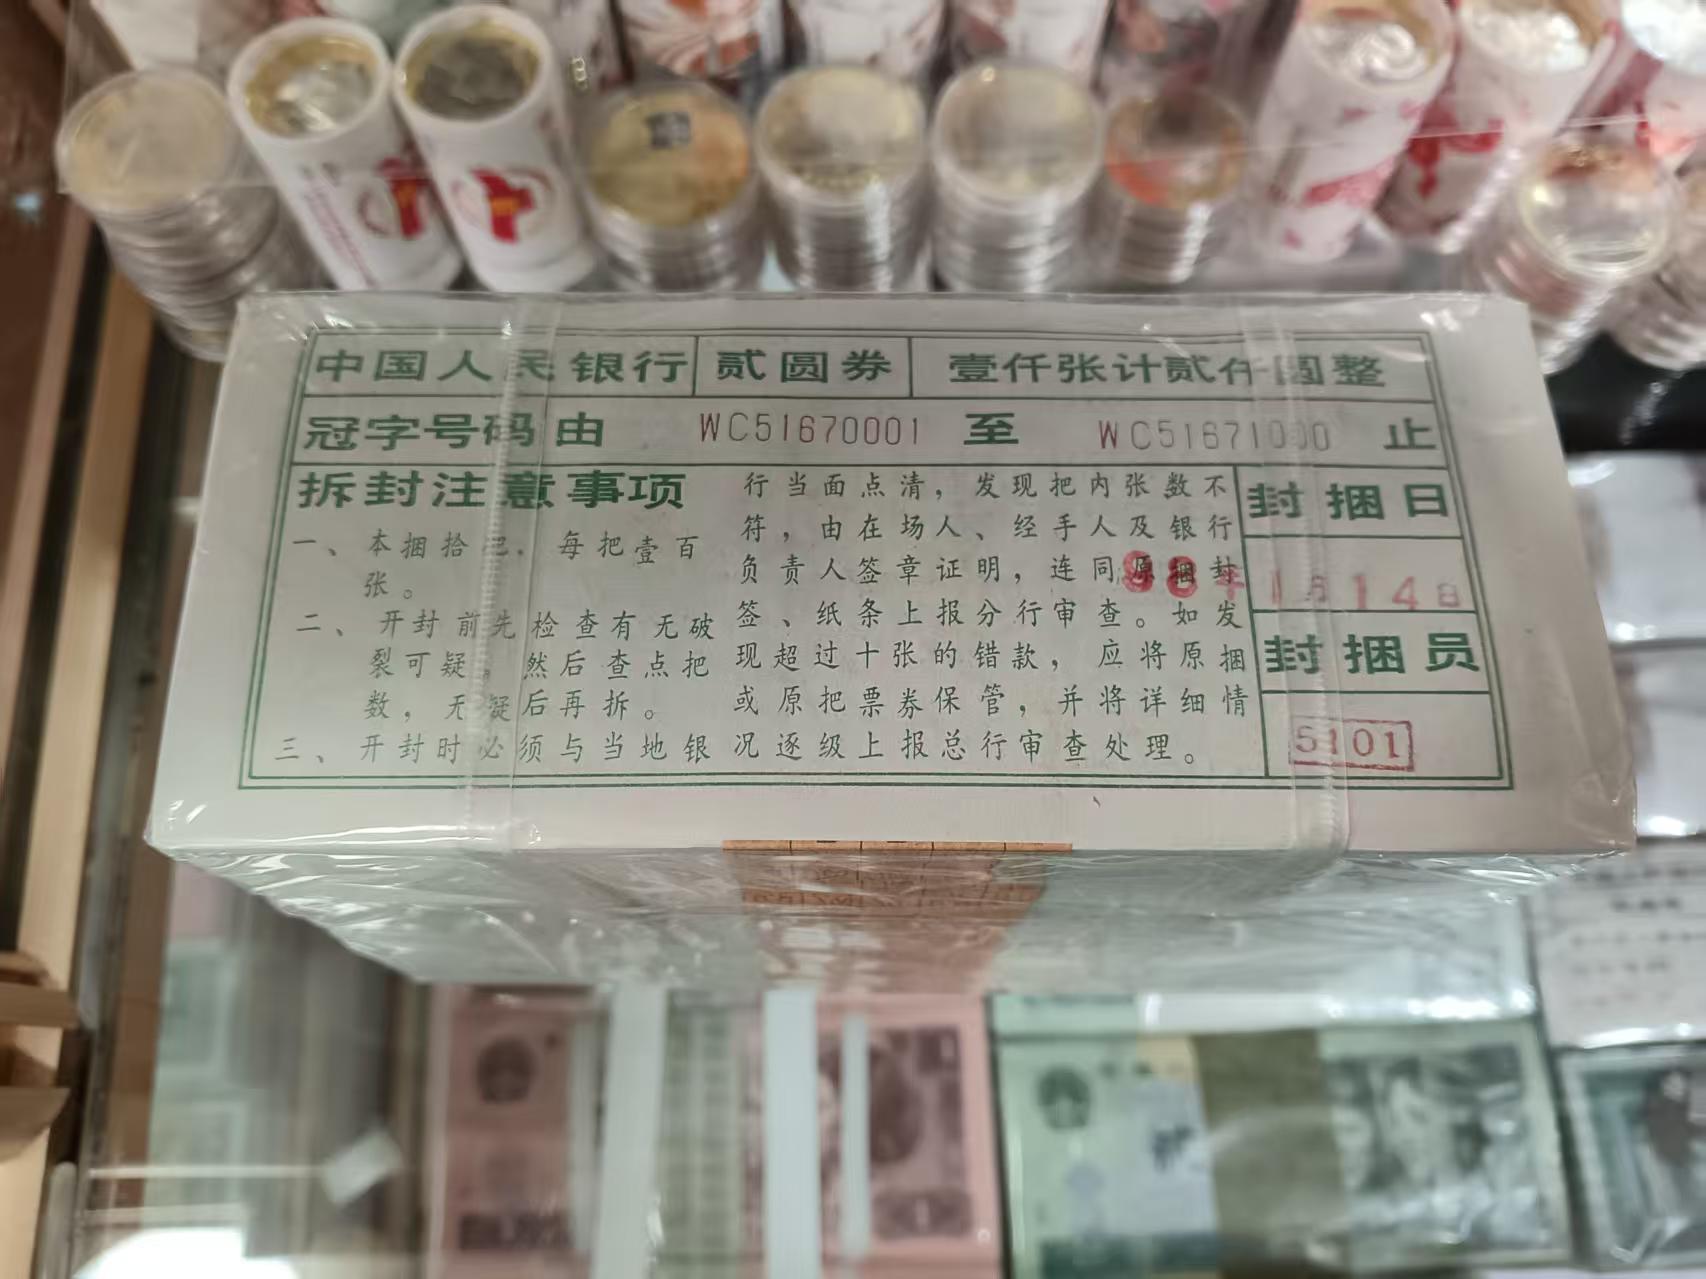 中国人民银行 贰圆券 壹仟张计贰仟圆整
冠字号码由 WC51670001 至 WC51671000 止
拆封注意事项
一、本捆拾把，每把壹百
张。
二、开封前先检查有无破
裂可疑，然后查点把
数，无疑后再拆。
三、开封时必须与当地银
行当面点清，发现把内张数不
符，由在场人、经手人及银行
负责人签章证明，连同原捆封
签、纸条上报分行审查。如发
现超过十张的错款，应将原捆
或原把票券保管，并将详细情
况逐级上报总行审查处理。
封捆日
年1月14日
封捆员
5101